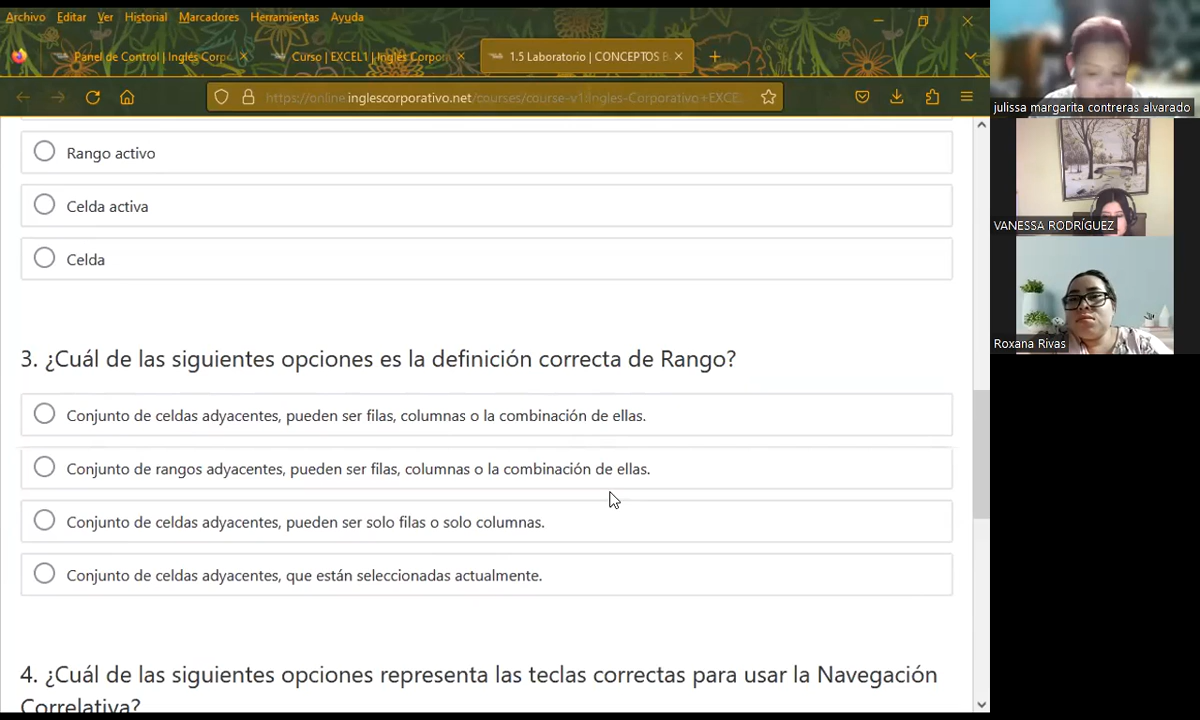 Archivo Editar Ver Historial Marcadores Herramientas Ayuda
Panel de Control | Inglés Corpo
Curso | EXCEL1 | Inglés Corpor
1.5 Laboratorio | CONCEPTOS B
https://online.inglescorporativo.net/courses/course-v1:Ingles-Corporativo+EXCE
Rango activo
Celda activa
Celda
3. ¿Cuál de las siguientes opciones es la definición correcta de Rango?
Conjunto de celdas adyacentes, pueden ser filas, columnas o la combinación de ellas.
Conjunto de rangos adyacentes, pueden ser filas, columnas o la combinación de ellas.
Conjunto de celdas adyacentes, pueden ser solo filas o solo columnas.
Conjunto de celdas adyacentes, que están seleccionadas actualmente.
4. ¿Cuál de las siguientes opciones representa las teclas correctas para usar la Navegación
Correlativa?
julissa margarita contreras alvarado
VANESSA RODRÍGUEZ
Roxana Rivas